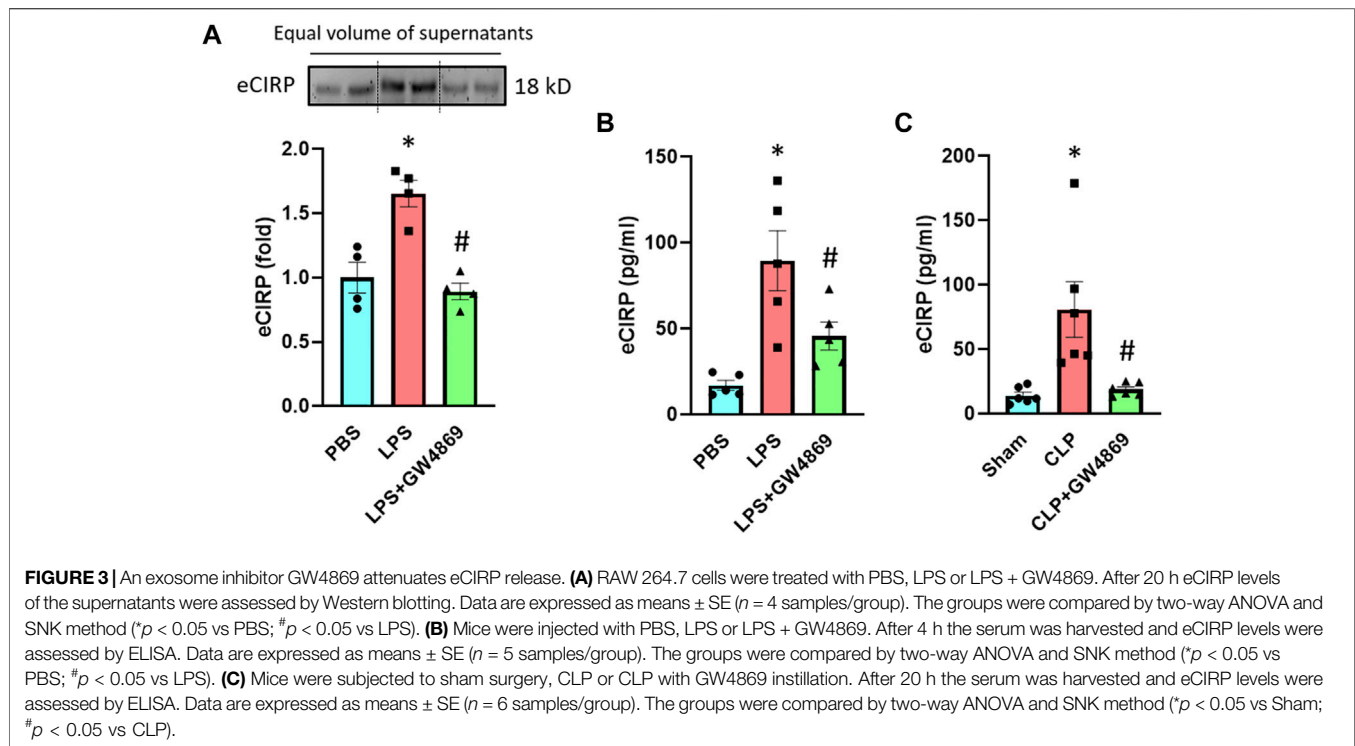 A
Equal volume of supernatants
eCIRP
18 kD
eCIRP (fold)
2.0
1.5
1.0
0.5
0.0
*
#
PBS
LPS
LPS+GW4869
B
eCIRP (pg/ml)
150
100
50
0
*
#
PBS
LPS
LPS+GW4869
C
eCIRP (pg/ml)
200
150
100
50
0
*
#
Sham
CLP
CLP+GW4869
FIGURE 3 | An exosome inhibitor GW4869 attenuates eCIRP release. (A) RAW 264.7 cells were treated with PBS, LPS or LPS + GW4869. After 20 h eCIRP levels
of the supernatants were assessed by Western blotting. Data are expressed as means ± SE (n = 4 samples/group). The groups were compared by two-way ANOVA and
SNK method (*p < 0.05 vs PBS; #p < 0.05 vs LPS). (B) Mice were injected with PBS, LPS or LPS + GW4869. After 4 h the serum was harvested and eCIRP levels were
assessed by ELISA. Data are expressed as means ± SE (n = 5 samples/group). The groups were compared by two-way ANOVA and SNK method (*p < 0.05 vs
PBS; #p < 0.05 vs LPS). (C) Mice were subjected to sham surgery, CLP or CLP with GW4869 instillation. After 20 h the serum was harvested and eCIRP levels were
assessed by ELISA. Data are expressed as means ± SE (n = 6 samples/group). The groups were compared by two-way ANOVA and SNK method (*p < 0.05 vs Sham;
#p < 0.05 vs CLP).